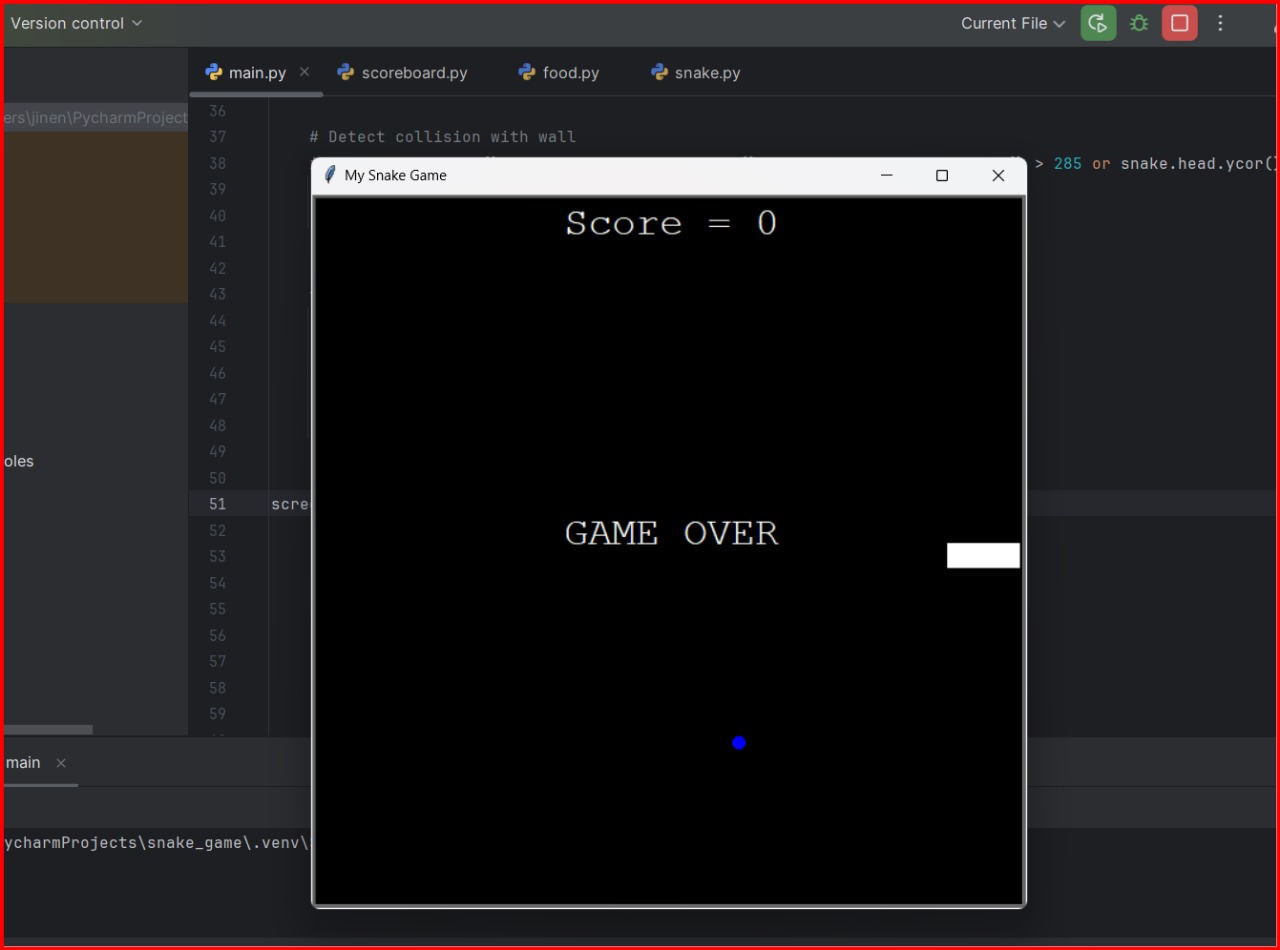 Version control
Current File
main.py
scoreboard.py
food.py
snake.py
ers\jinen\PycharmProject
36
37 # Detect collision with wall
38 > 285 or snake.head.ycor()
39
40
41
42
43
44
45
46
47
48
49
50
51 scre
52
53
54
55
56
57
58
59
oles
My Snake Game
Score = 0
GAME OVER
main
ycharmProjects\snake_game\.venv\